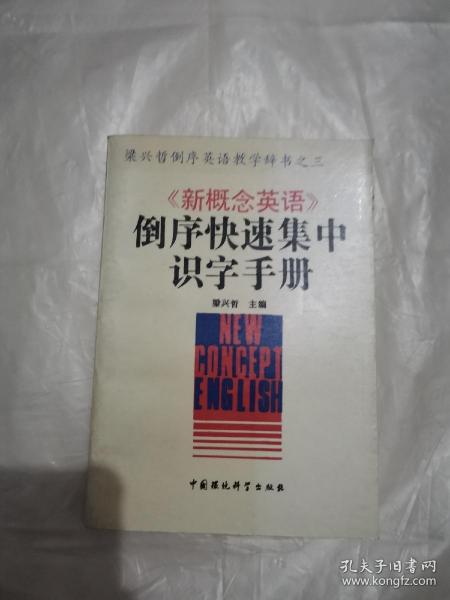 梁兴哲倒序英语教学辞书之三
《新概念英语》
倒序快速集中
识字手册
梁兴哲 主编
NEW
CONCEPT
ENGLISH
中国环境科学出版社
孔夫子旧书网
www.kongfz.com